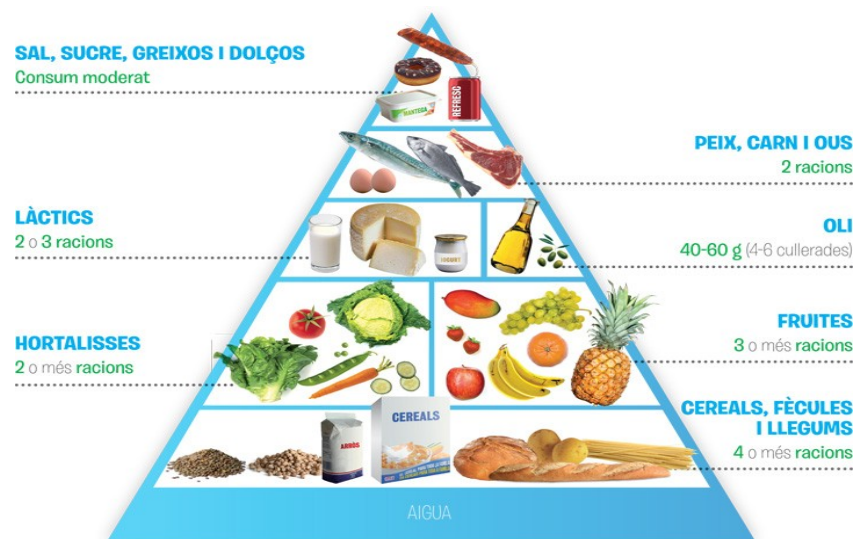 SAL, SUCRE, GREIXOS I DOLÇOS
Consum moderat
MANTEGA
REFRESC
PEIX, CARN I OUS
2 racions
LÀCTICS
2 o 3 racions
IOGURT
OLI
40-60 g (4-6 cullerades)
HORTALISSES
2 o més racions
FRUITES
3 o més racions
CEREALS, FÈCULES
I LLEGUMS
4 o més racions
ARRÒS
CEREALS
AIGUA